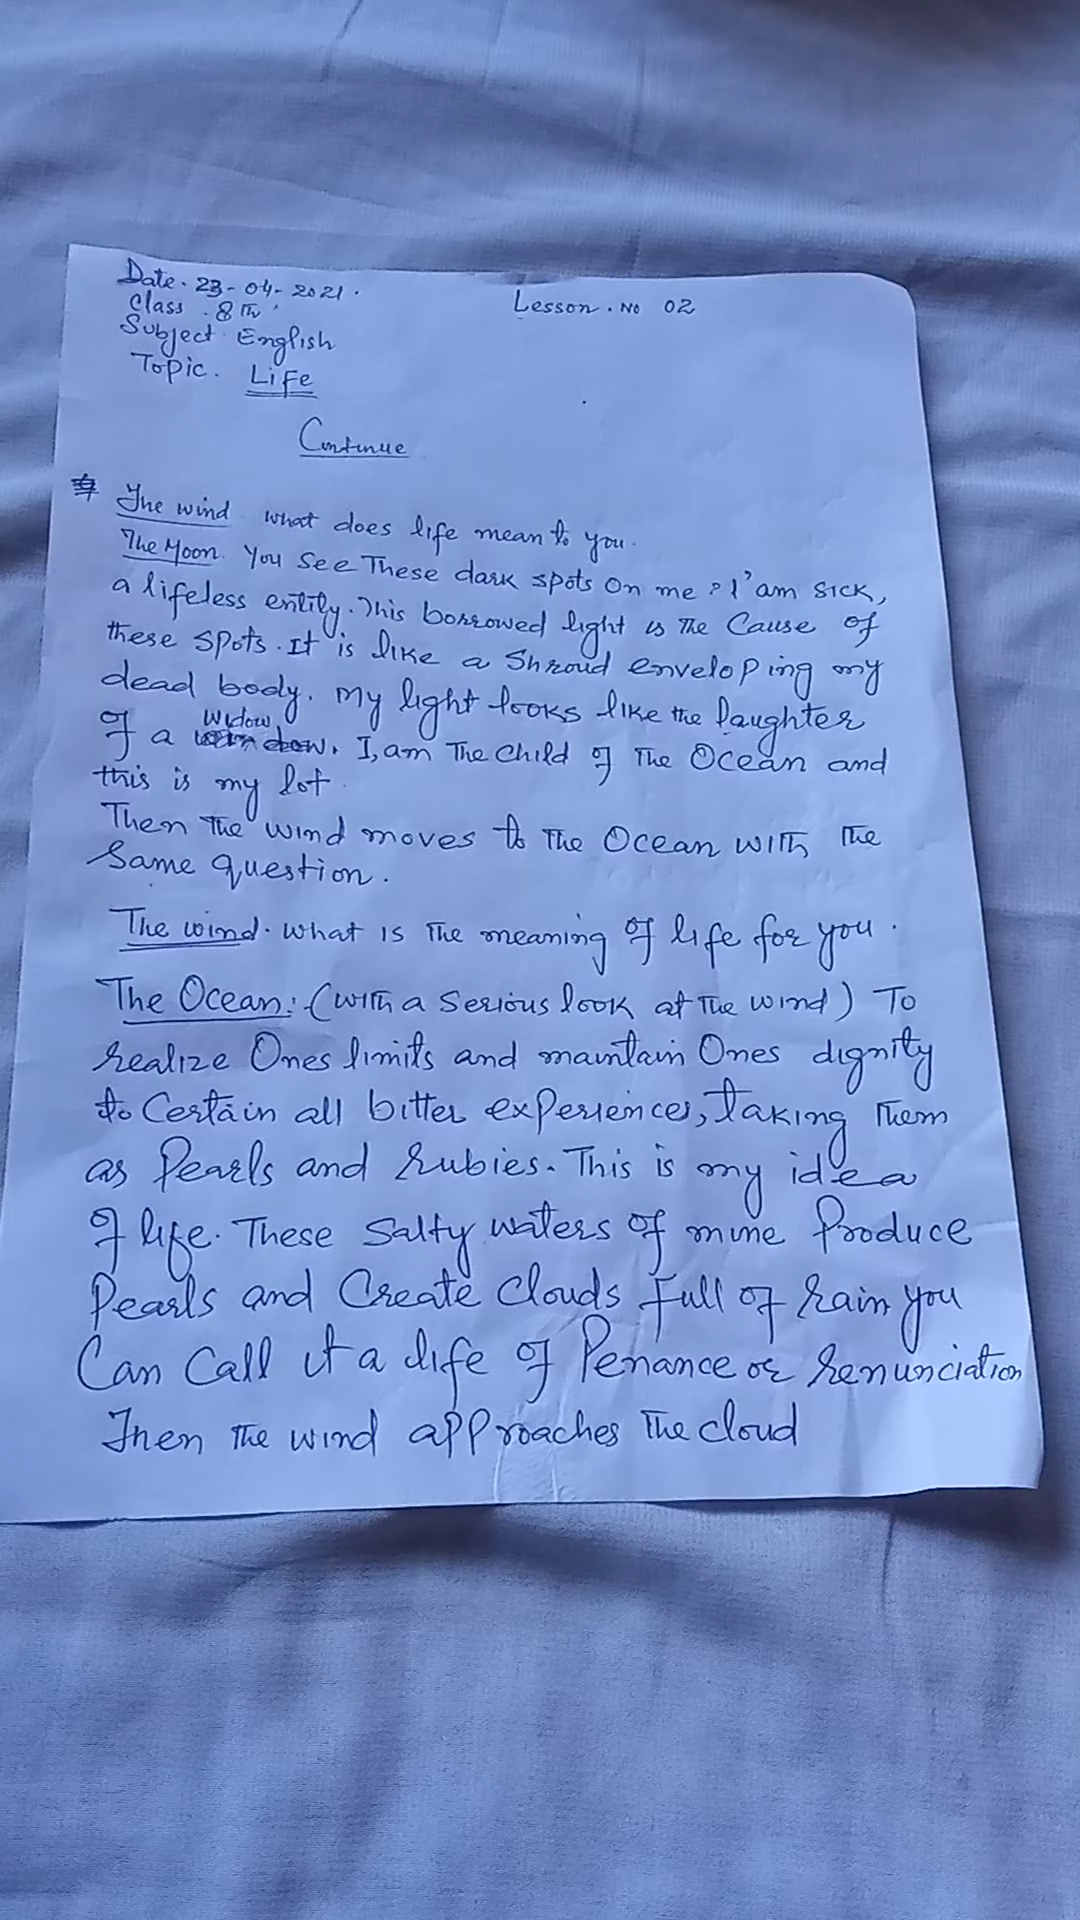 Date. 23-04-2021.
Class. 8Th
Lesson. No 02
Subject English
Topic. Life
Continue
The wind. what does life mean to you.
The Moon. You see These dark spots on me? I'am sick,
a lifeless entity. This borrowed light is The Cause of
these spots. It is like a Shroud enveloping my
dead body. My light looks like the laughter
of a widow. I, am The Child of The Ocean and
this is my lot.
Then The wind moves to The Ocean with The
Same question.
The wind. what is The meaning of life for you.
The Ocean: (with a Serious look at The wind) To
realize Ones limits and maintain Ones dignity
to Certain all bitter experiences, taking Them
as Pearls and rubies. This is my idea
of life. These Salty waters of mine Produce
Pearls and Create Clouds full of rain you
Can Call it a life of Penance or renunciation
Then The wind approaches The cloud